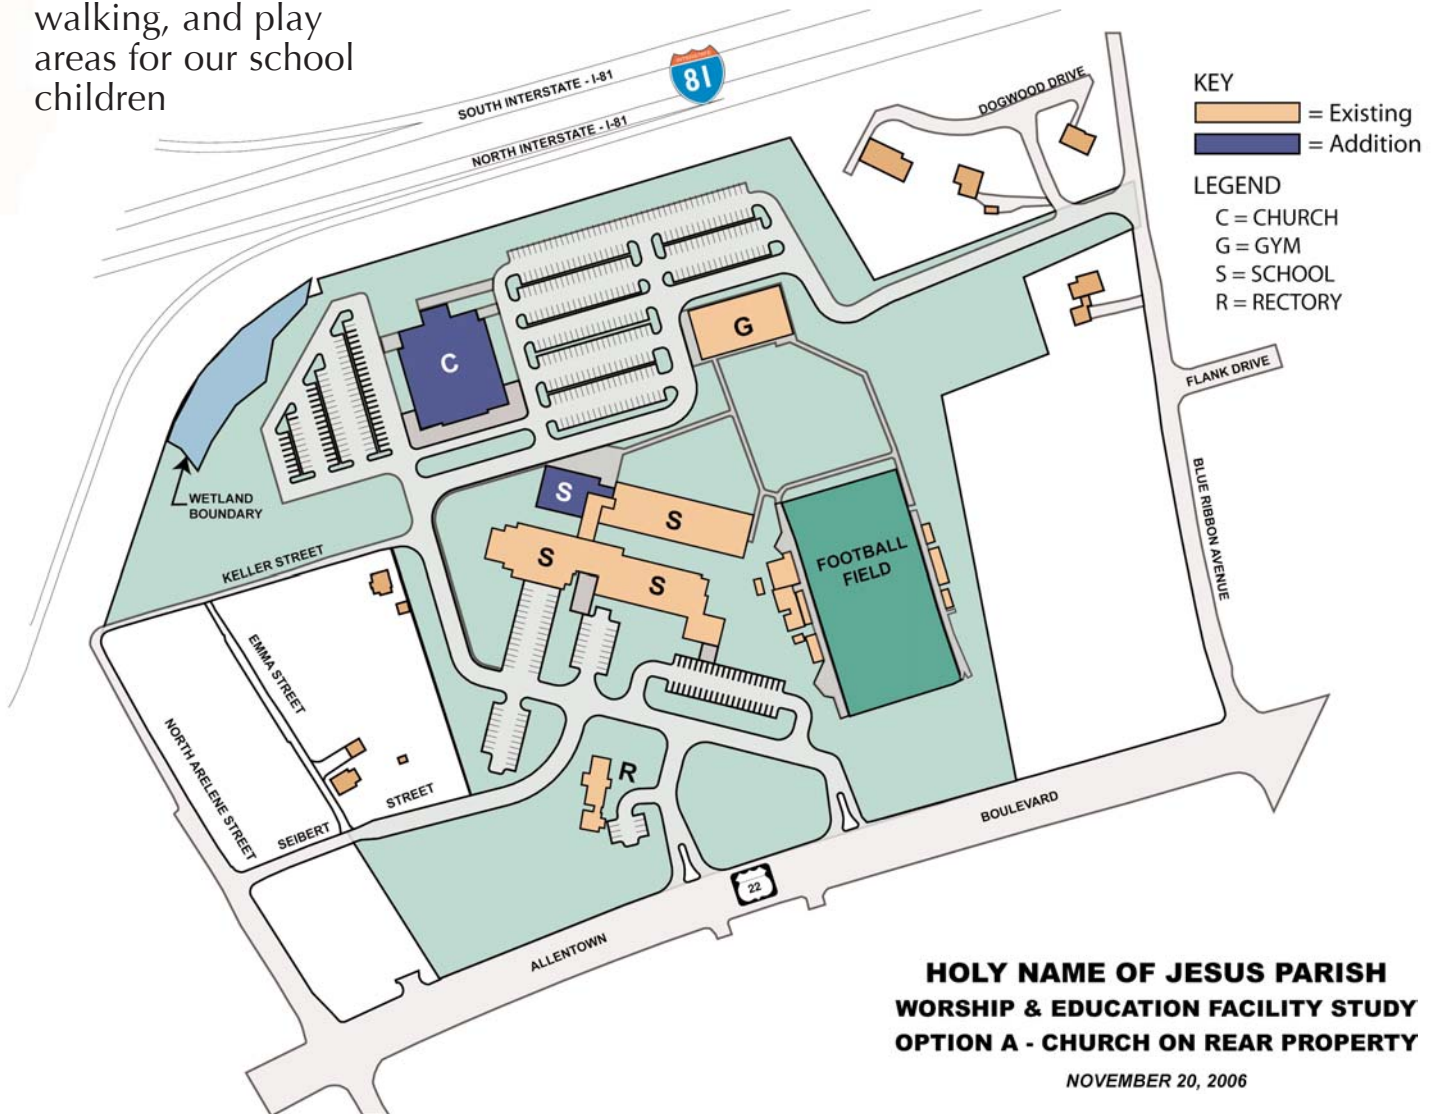 walking, and play
areas for our school
children
SOUTH INTERSTATE - I-81
INTERSTATE
81
NORTH INTERSTATE - I-81
DOGWOOD DRIVE
KEY
= Existing
= Addition
LEGEND
C = CHURCH
G = GYM
S = SCHOOL
R = RECTORY
C
G
FLANK DRIVE
BLUE RIBBON AVENUE
WETLAND
BOUNDARY
S
S
S
S
FOOTBALL
FIELD
KELLER STREET
EMMA STREET
NORTH ARELENE STREET
SEIBERT
STREET
R
BOULEVARD
22
ALLENTOWN
HOLY NAME OF JESUS PARISH
WORSHIP & EDUCATION FACILITY STUDY
OPTION A - CHURCH ON REAR PROPERTY
NOVEMBER 20, 2006